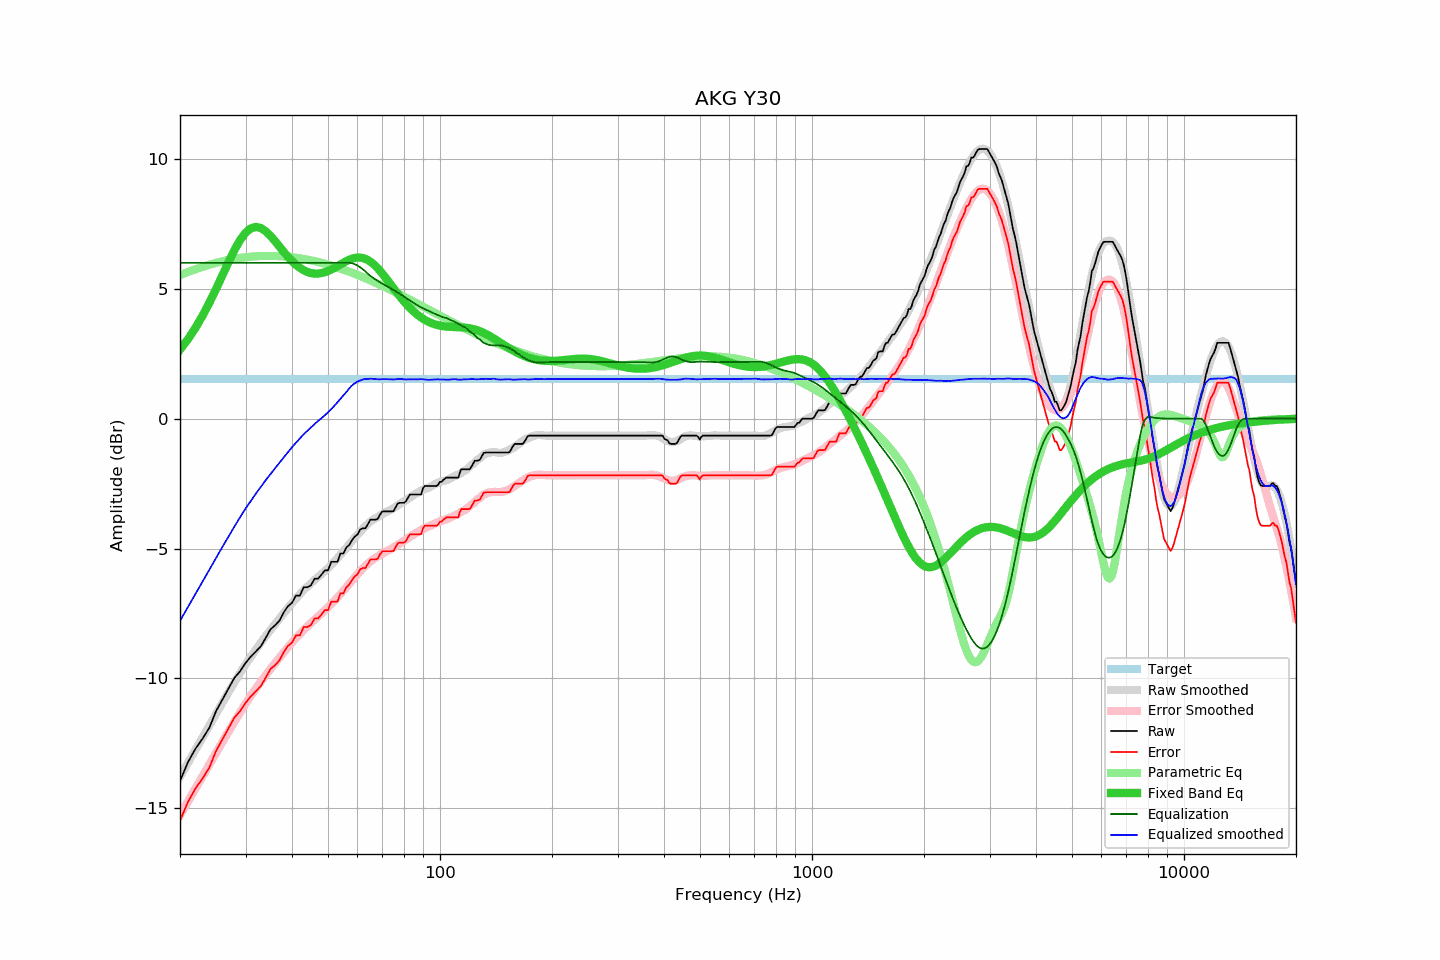 AKG Y30
10
5
0
−5
−10
−15
Amplitude (dBr)
100
1000
10000
Frequency (Hz)
Target
Raw Smoothed
Error Smoothed
Raw
Error
Parametric Eq
Fixed Band Eq
Equalization
Equalized smoothed